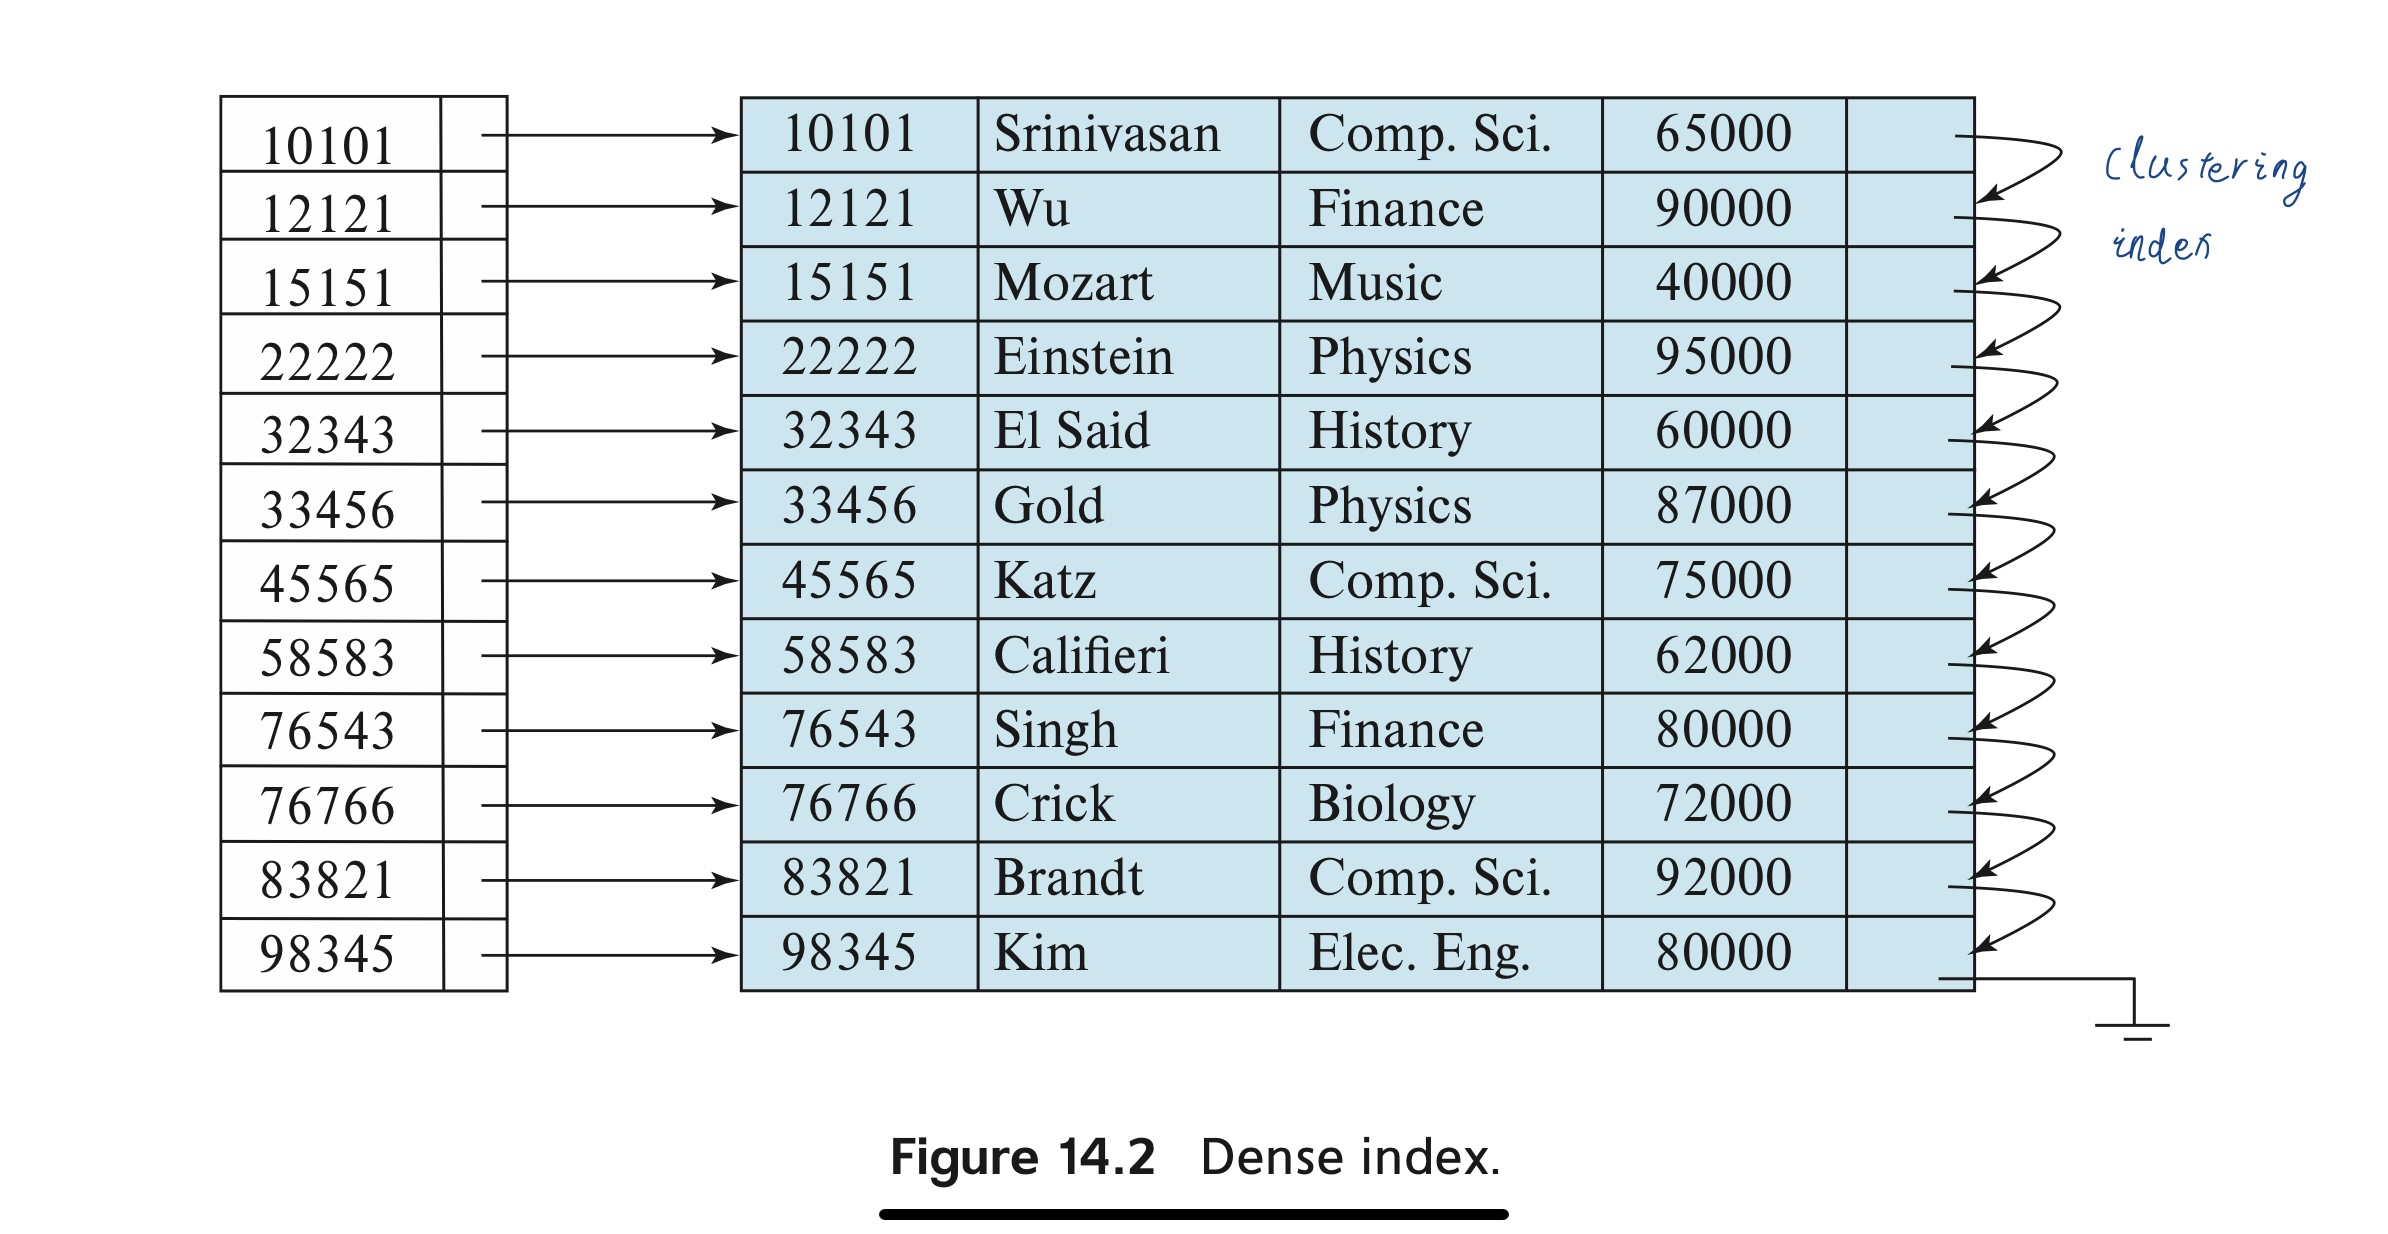 10101 10101 Srinivasan Comp. Sci. 65000
12121 12121 Wu Finance 90000
15151 15151 Mozart Music 40000
22222 22222 Einstein Physics 95000
32343 32343 El Said History 60000
33456 33456 Gold Physics 87000
45565 45565 Katz Comp. Sci. 75000
58583 58583 Califieri History 62000
76543 76543 Singh Finance 80000
76766 76766 Crick Biology 72000
83821 83821 Brandt Comp. Sci. 92000
98345 98345 Kim Elec. Eng. 80000
Clustering
index
Figure 14.2 Dense index.